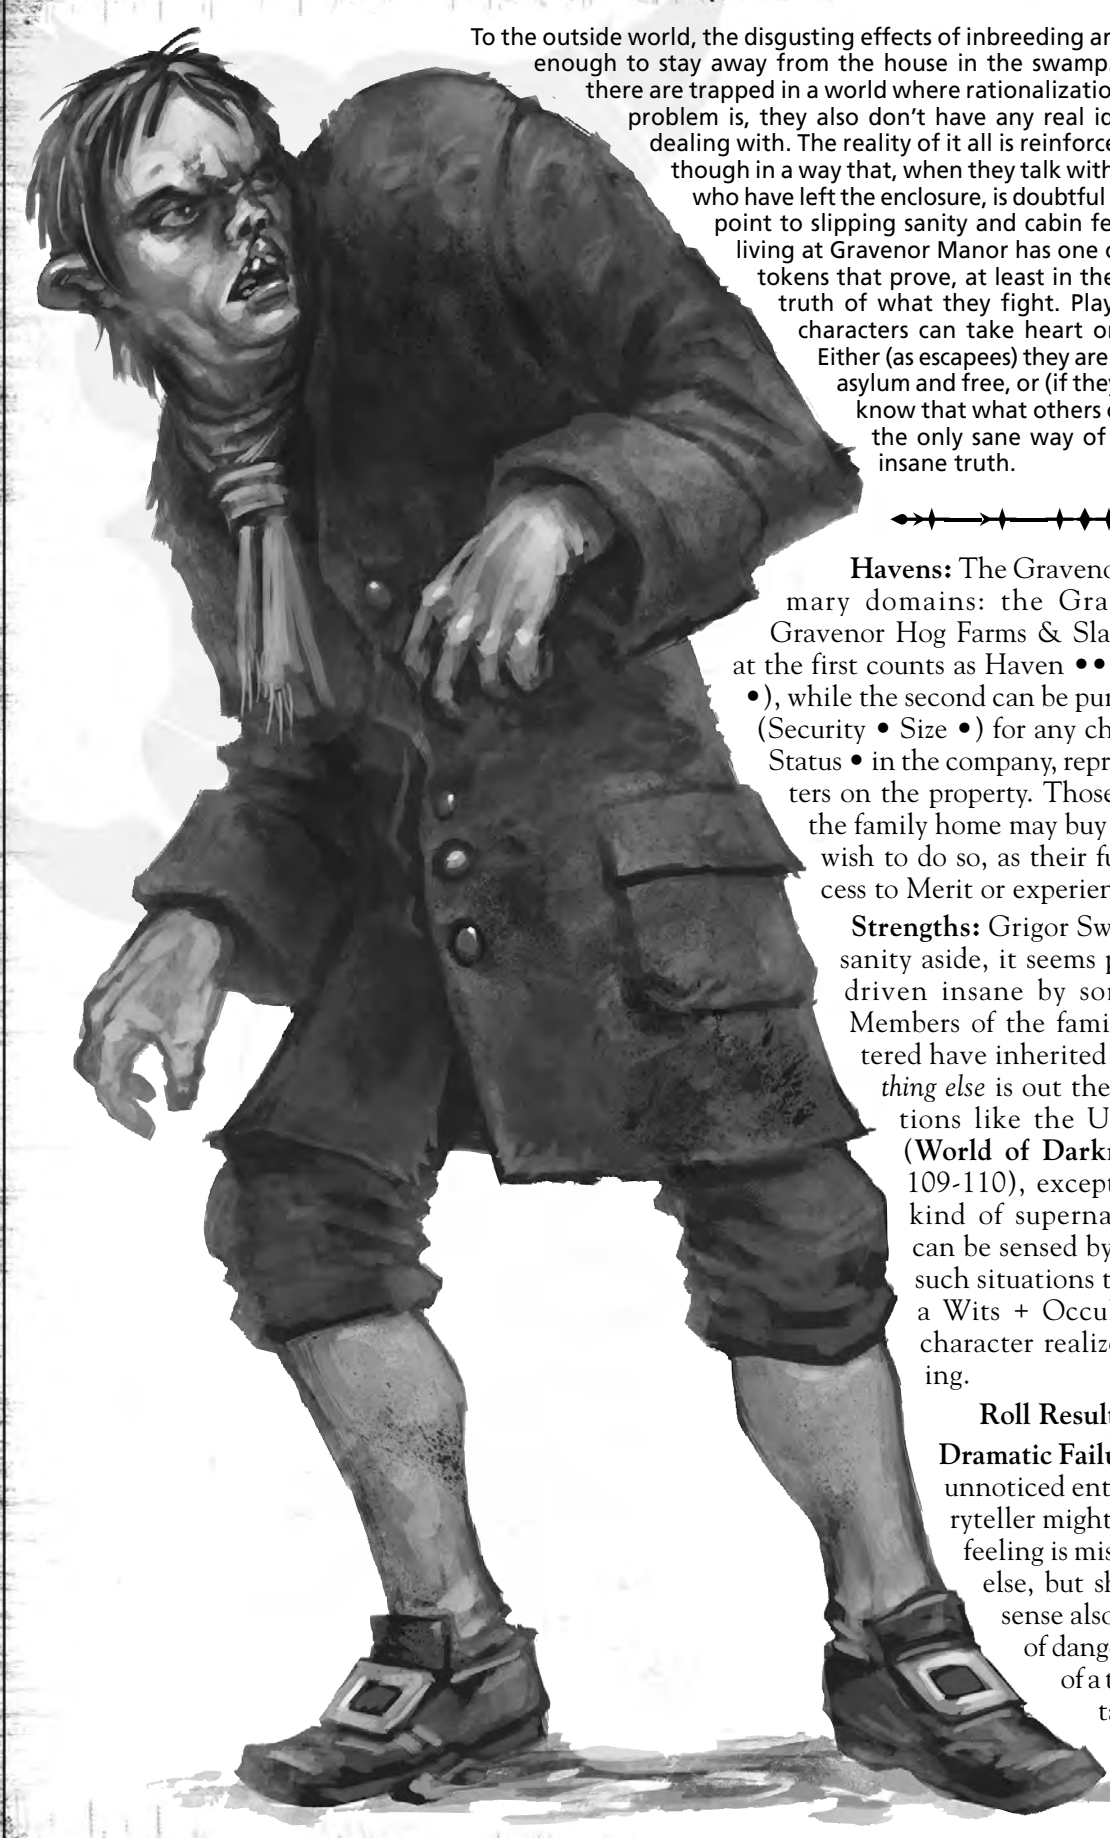 To the outside world, the disgusting effects of inbreeding ar
enough to stay away from the house in the swamp.
there are trapped in a world where rationalizatio
problem is, they also don't have any real id
dealing with. The reality of it all is reinforce
though in a way that, when they talk with
who have left the enclosure, is doubtful
point to slipping sanity and cabin fe
living at Gravenor Manor has one o
tokens that prove, at least in the
truth of what they fight. Play
characters can take heart or
Either (as escapees) they are
asylum and free, or (if they
know that what others
the only sane way of
insane truth.
Havens: The Graveno
mary domains: the Gra
Gravenor Hog Farms & Sla
at the first counts as Haven ••
•), while the second can be pur
(Security • Size •) for any ch
Status • in the company, repr
ters on the property. Those
the family home may buy
wish to do so, as their fu
cess to Merit or experien
Strengths: Grigor Sw
sanity aside, it seems p
driven insane by sor
Members of the fami
tered have inherited
thing else is out the
tions like the U
(World of Darkn
109-110), except
kind of superna
can be sensed by
such situations t
a Wits + Occu
character realize
ing.
Roll Result
Dramatic Failu
unnoticed ent
ryteller might
feeling is mis
else, but sh
sense also
of dang
of a t
ta